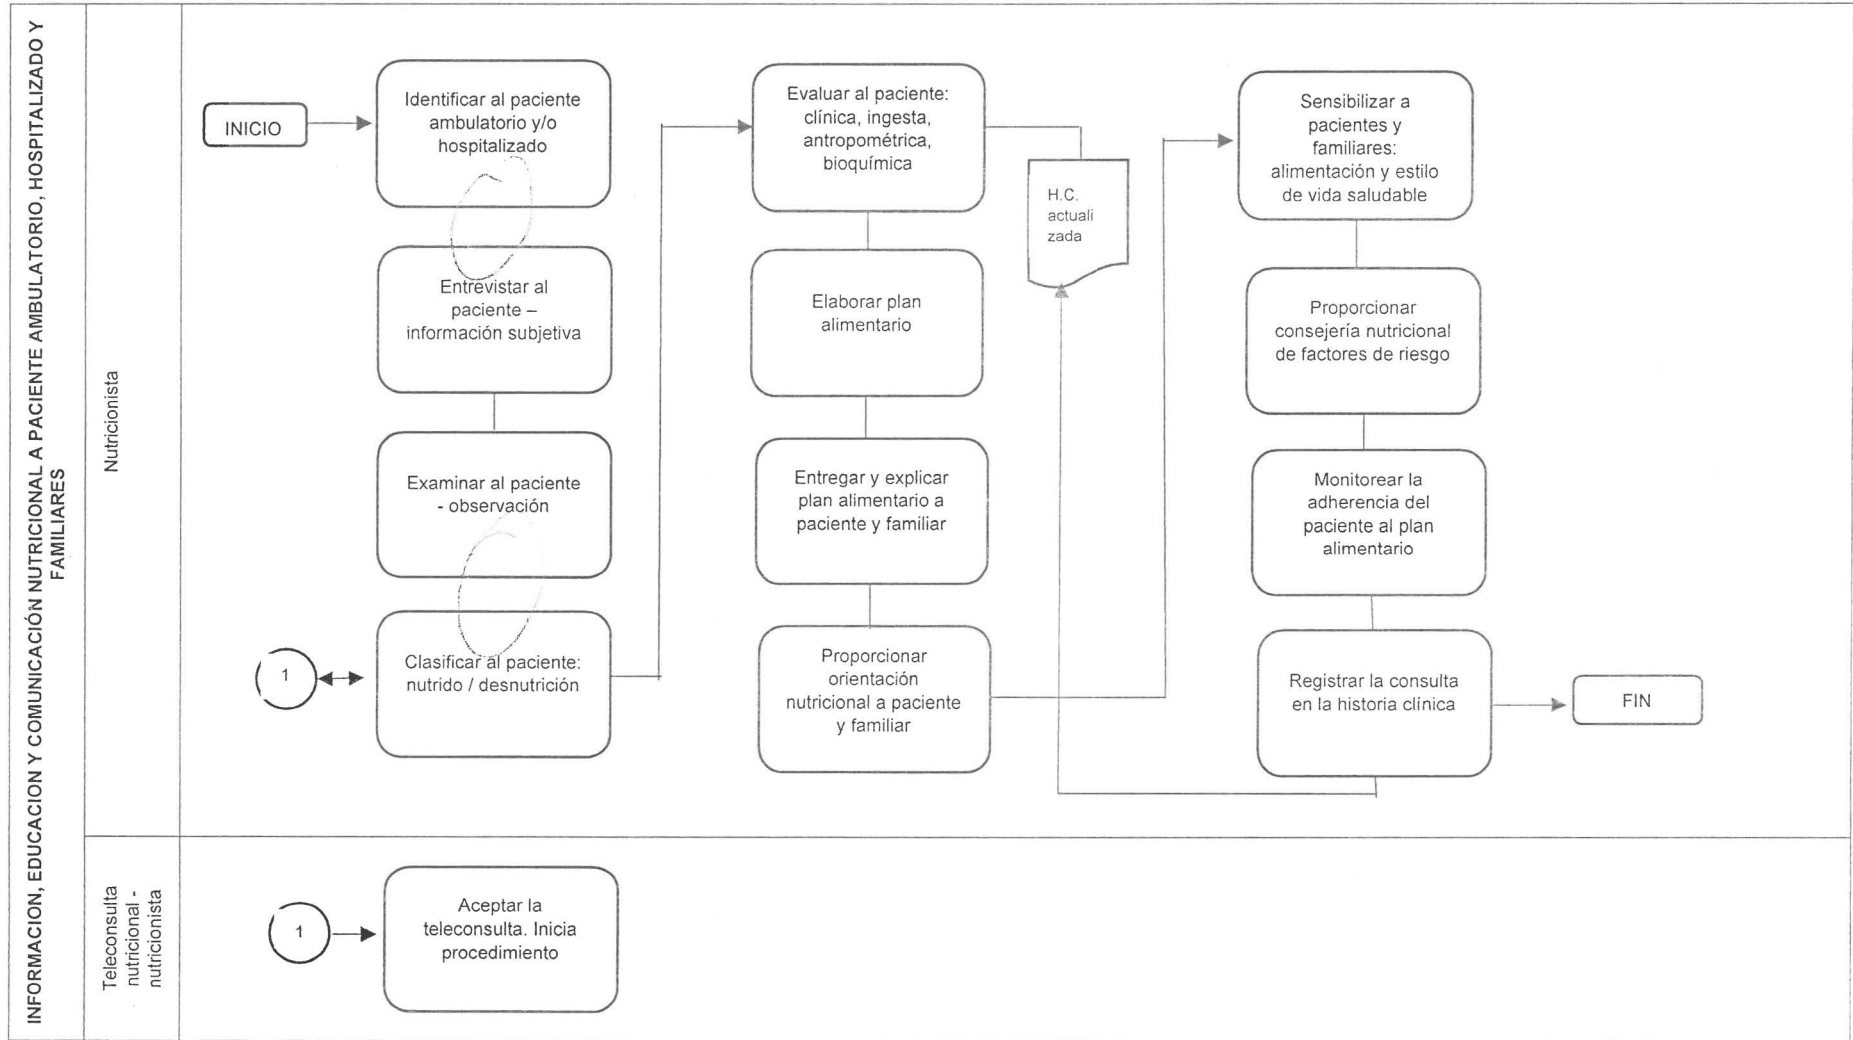 INFORMACION, EDUCACION Y COMUNICACIÓN NUTRICIONAL A PACIENTE AMBULATORIO, HOSPITALIZADO Y
FAMILIARES
Nutricionista
INICIO
Identificar al paciente
ambulatorio y/o
hospitalizado
Entrevistar al
paciente –
información subjetiva
Examinar al paciente
- observación
1
Clasificar al paciente:
nutrido / desnutrición
Evaluar al paciente:
clínica, ingesta,
antropométrica,
bioquímica
H.C.
actuali
zada
Elaborar plan
alimentario
Entregar y explicar
plan alimentario a
paciente y familiar
Proporcionar
orientación
nutricional a paciente
y familiar
Sensibilizar a
pacientes y
familiares:
alimentación y estilo
de vida saludable
Proporcionar
consejería nutricional
de factores de riesgo
Monitorear la
adherencia del
paciente al plan
alimentario
Registrar la consulta
en la historia clínica
FIN
Teleconsulta
nutricional -
nutricionista
1
Aceptar la
teleconsulta. Inicia
procedimiento